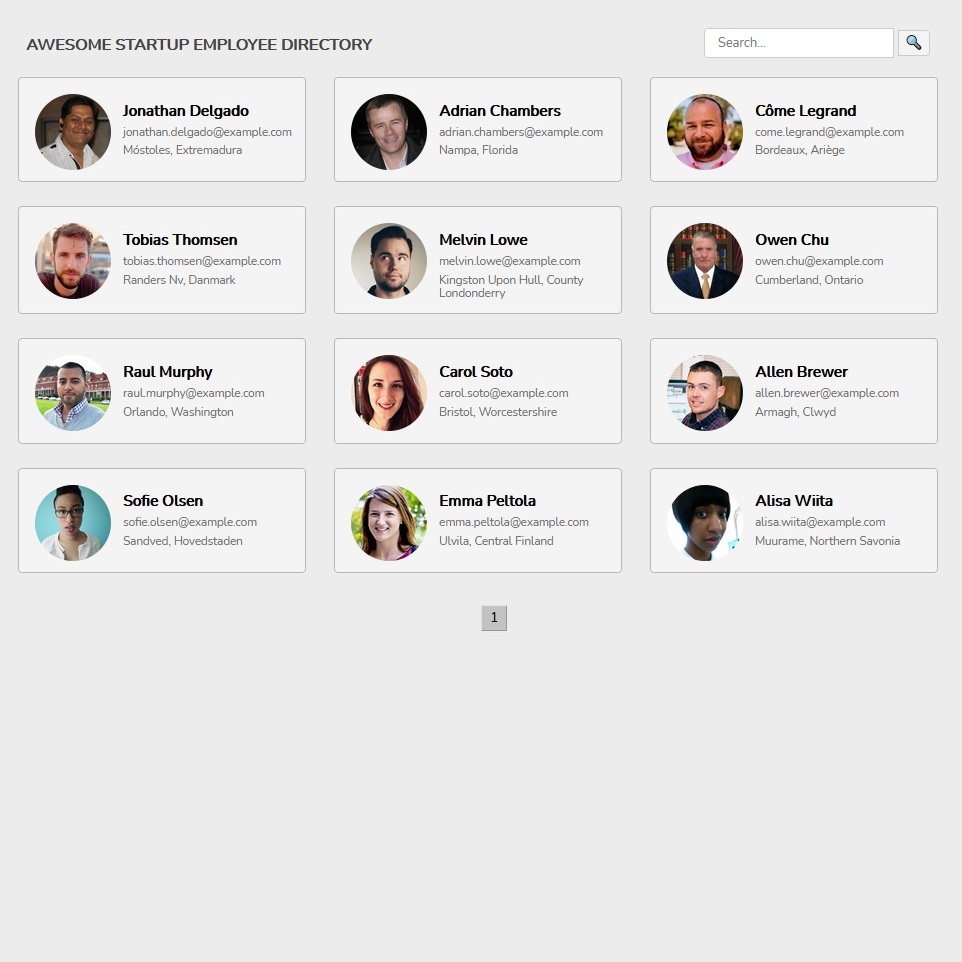 AWESOME STARTUP EMPLOYEE DIRECTORY
Search...
Jonathan Delgado
jonathan.delgado@example.com
Móstoles, Extremadura
Adrian Chambers
adrian.chambers@example.com
Nampa, Florida
Côme Legrand
come.legrand@example.com
Bordeaux, Ariège
Tobias Thomsen
tobias.thomsen@example.com
Randers Nv, Danmark
Melvin Lowe
melvin.lowe@example.com
Kingston Upon Hull, County
Londonderry
Owen Chu
owen.chu@example.com
Cumberland, Ontario
Raul Murphy
raul.murphy@example.com
Orlando, Washington
Carol Soto
carol.soto@example.com
Bristol, Worcestershire
Allen Brewer
allen.brewer@example.com
Armagh, Clwyd
Sofie Olsen
sofie.olsen@example.com
Sandved, Hovedstaden
Emma Peltola
emma.peltola@example.com
Ulvila, Central Finland
Alisa Wiita
alisa.wiita@example.com
Muurame, Northern Savonia
1